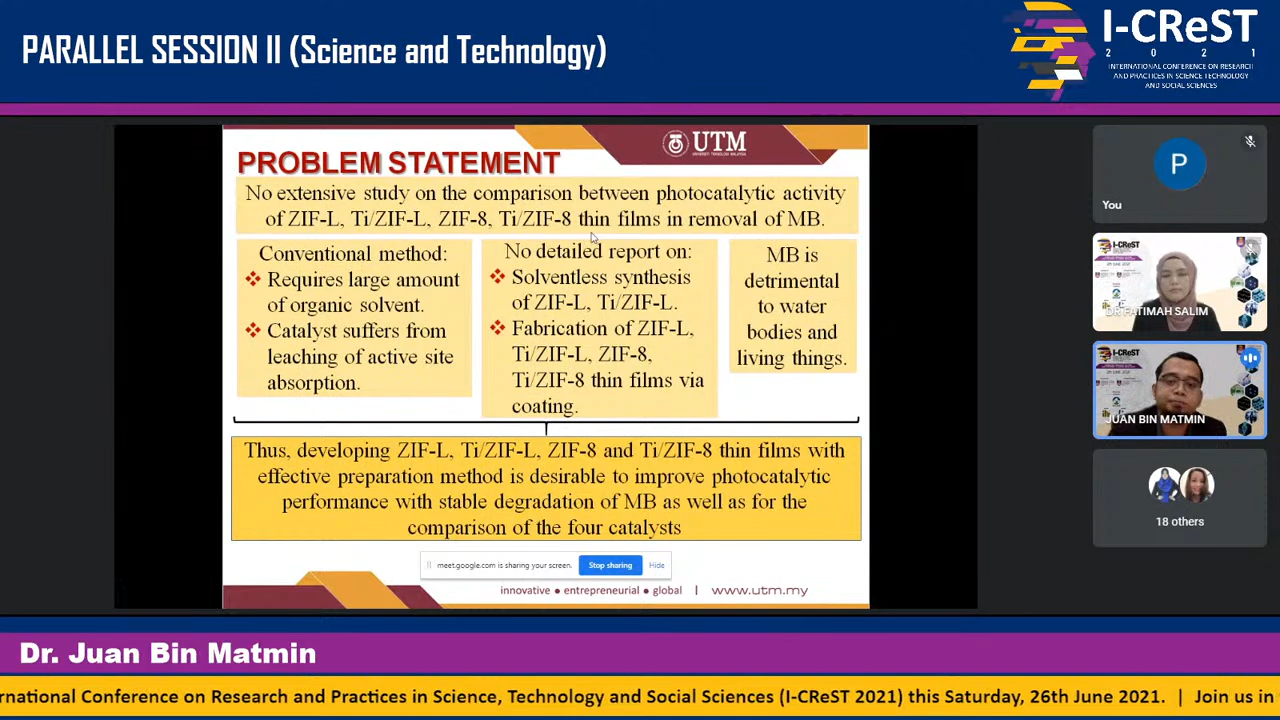 PARALLEL SESSION II (Science and Technology)
I-CReST
2 0 2 1
INTERNATIONAL CONFERENCE ON RESEARCH
AND PRACTICES IN SCIENCE TECHNOLOGY
AND SOCIAL SCIENCES
UTM
UNIVERSITI TEKNOLOGI MALAYSIA
PROBLEM STATEMENT
No extensive study on the comparison between photocatalytic activity
of ZIF-L, Ti/ZIF-L, ZIF-8, Ti/ZIF-8 thin films in removal of MB.
Conventional method:
Requires large amount
of organic solvent.
Catalyst suffers from
leaching of active site
absorption.
No detailed report on:
Solventless synthesis
of ZIF-L, Ti/ZIF-L.
Fabrication of ZIF-L,
Ti/ZIF-L, ZIF-8,
Ti/ZIF-8 thin films via
coating.
MB is
detrimental
to water
bodies and
living things.
Thus, developing ZIF-L, Ti/ZIF-L, ZIF-8 and Ti/ZIF-8 thin films with
effective preparation method is desirable to improve photocatalytic
performance with stable degradation of MB as well as for the
comparison of the four catalysts
meet.google.com is sharing your screen.
Stop sharing
Hide
innovative ● entrepreneurial ● global | www.utm.my
P
You
I-CReST
DR FATIMAH SALIM
I-CReST
JUAN BIN MATMIN
18 others
Dr. Juan Bin Matmin
rnational Conference on Research and Practices in Science, Technology and Social Sciences (I-CReST 2021) this Saturday, 26th June 2021. | Join us in